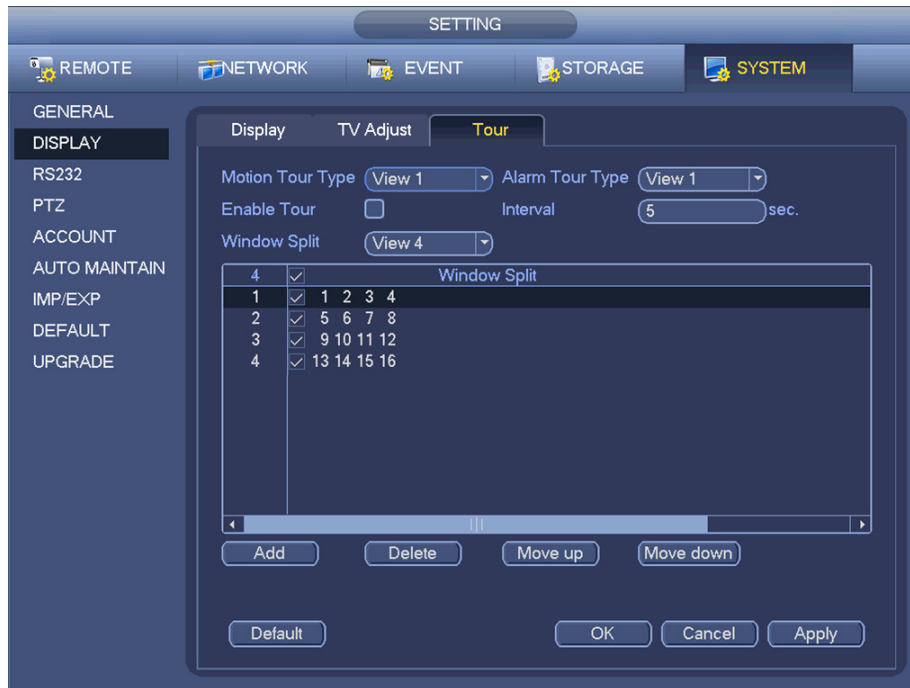 SETTING
REMOTE NETWORK EVENT STORAGE SYSTEM
GENERAL
DISPLAY
RS232
PTZ
ACCOUNT
AUTO MAINTAIN
IMP/EXP
DEFAULT
UPGRADE
Display TV Adjust Tour
Motion Tour Type View 1 Alarm Tour Type View 1
Enable Tour Interval 5 sec.
Window Split View 4
4 Window Split
1 1 2 3 4
2 5 6 7 8
3 9 10 11 12
4 13 14 15 16
Add Delete Move up Move down
Default OK Cancel Apply